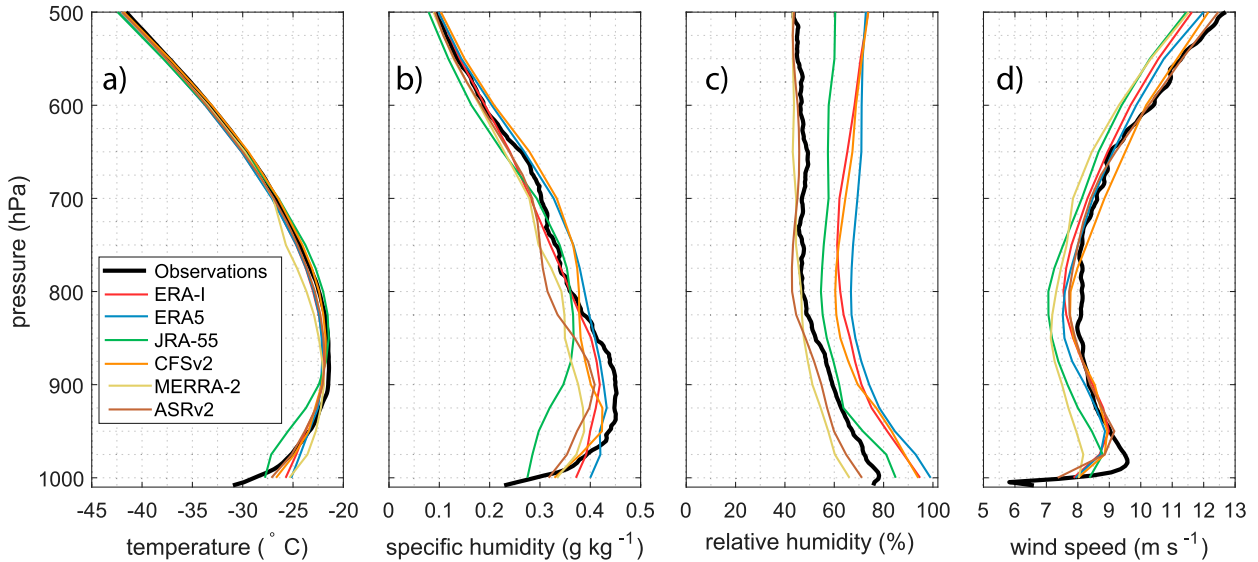 500
600
700
800
900
1000
pressure (hPa)
a)
Observations
ERA-I
ERA5
JRA-55
CFSv2
MERRA-2
ASRv2
-45 -40 -35 -30 -25 -20
temperature (° C)
b)
0 0.1 0.2 0.3 0.4 0.5
specific humidity (g kg⁻¹)
c)
0 20 40 60 80 100
relative humidity (%)
d)
5 6 7 8 9 10 11 12 13
wind speed (m s⁻¹)